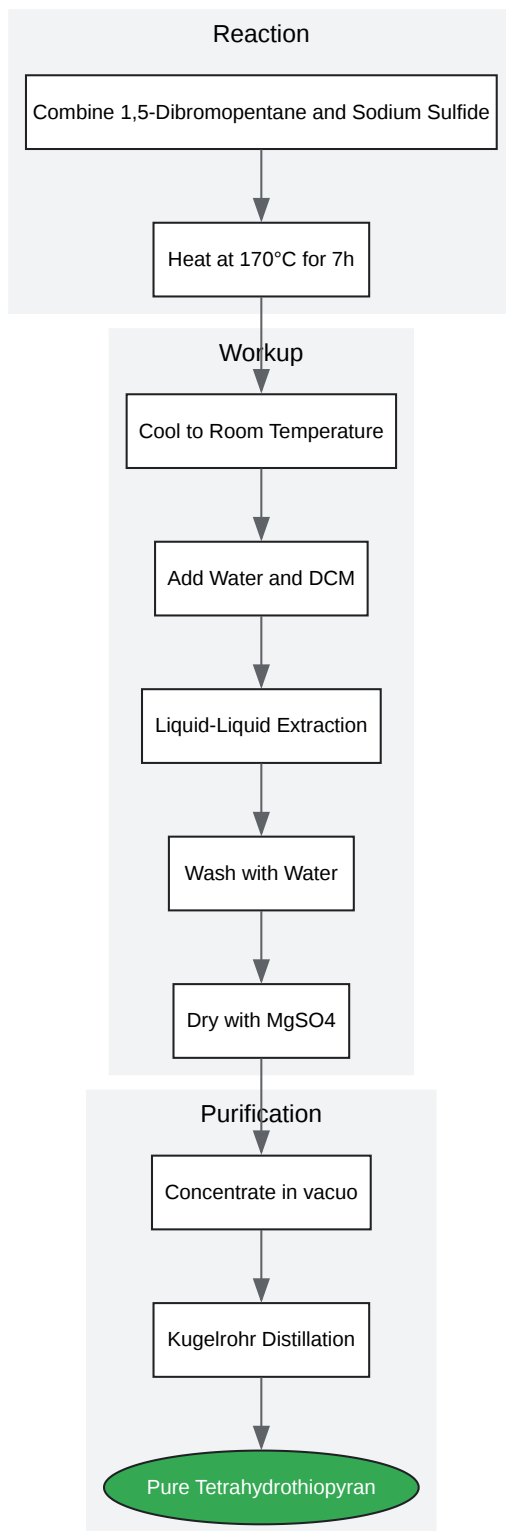 Reaction
Combine 1,5-Dibromopentane and Sodium Sulfide
Heat at 170°C for 7h
Workup
Cool to Room Temperature
Add Water and DCM
Liquid-Liquid Extraction
Wash with Water
Dry with MgSO4
Purification
Concentrate in vacuo
Kugelrohr Distillation
Pure Tetrahydrothiopyran